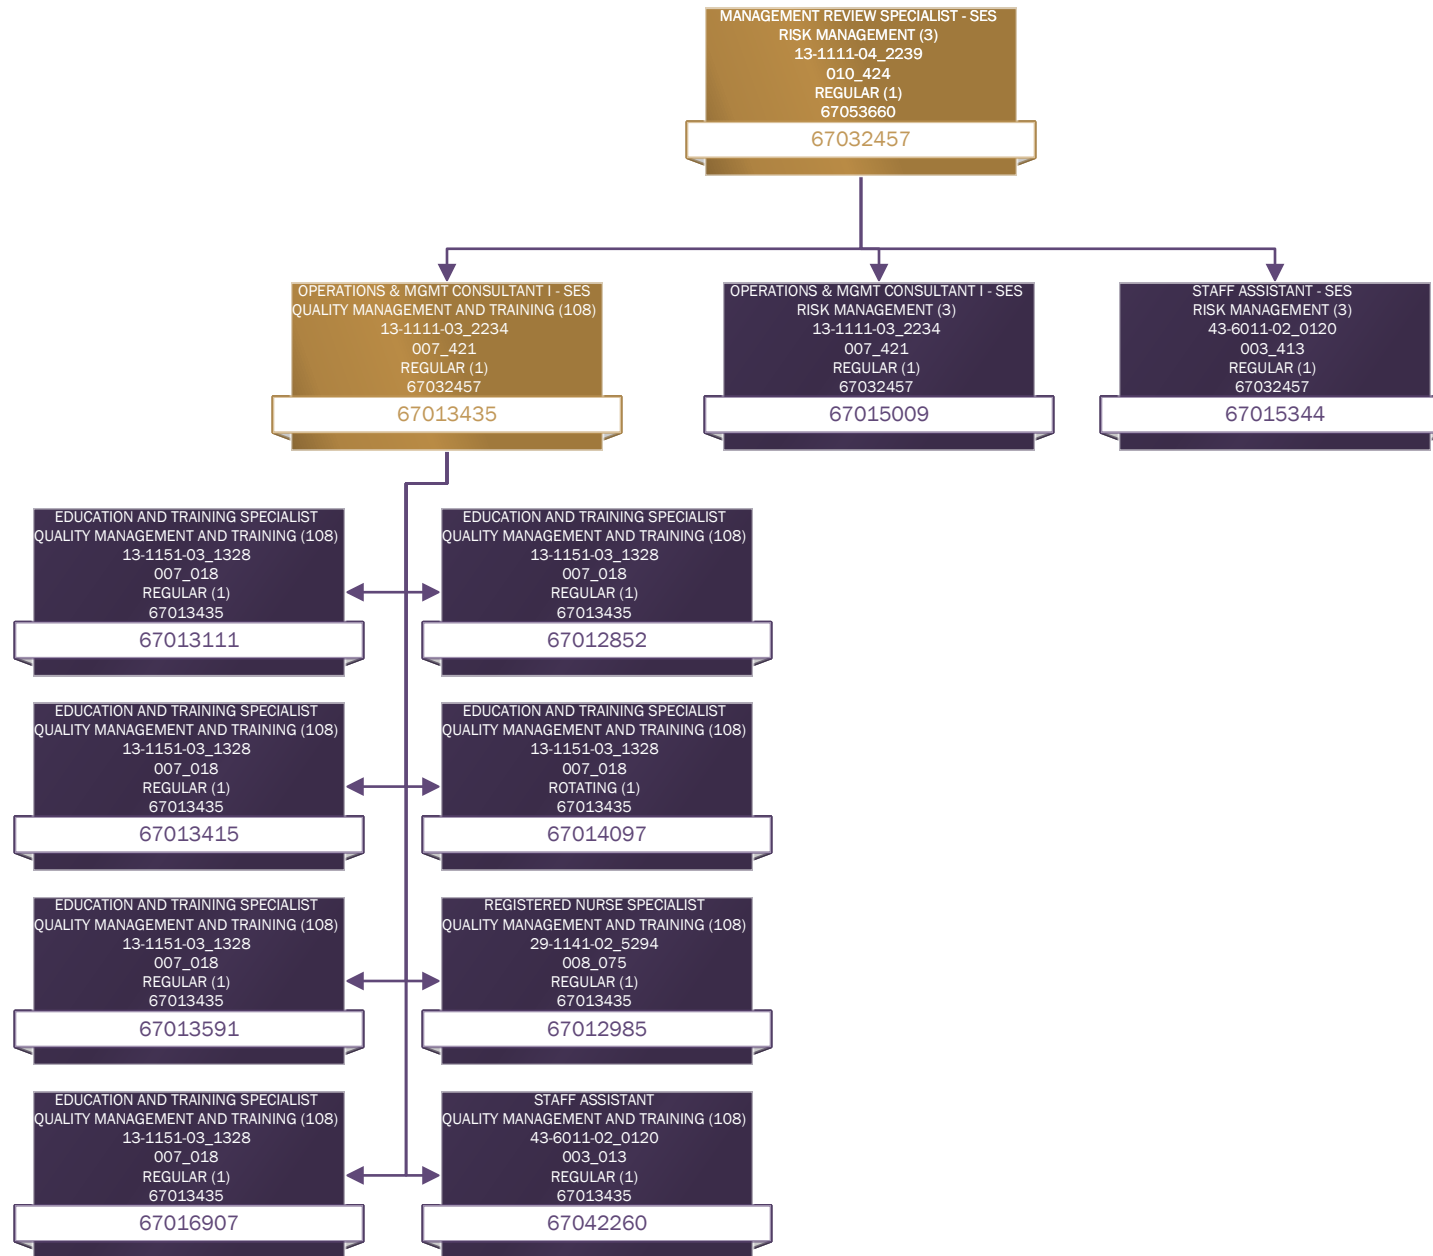 MANAGEMENT REVIEW SPECIALIST - SES
RISK MANAGEMENT (3)
13-1111-04_2239
010_424
REGULAR (1)
67053660
67032457
OPERATIONS & MGMT CONSULTANT I - SES
QUALITY MANAGEMENT AND TRAINING (108)
13-1111-03_2234
007_421
REGULAR (1)
67032457
67013435
OPERATIONS & MGMT CONSULTANT I - SES
RISK MANAGEMENT (3)
13-1111-03_2234
007_421
REGULAR (1)
67032457
67015009
STAFF ASSISTANT - SES
RISK MANAGEMENT (3)
43-6011-02_0120
003_413
REGULAR (1)
67032457
67015344
EDUCATION AND TRAINING SPECIALIST
QUALITY MANAGEMENT AND TRAINING (108)
13-1151-03_1328
007_018
REGULAR (1)
67013435
67013111
EDUCATION AND TRAINING SPECIALIST
QUALITY MANAGEMENT AND TRAINING (108)
13-1151-03_1328
007_018
REGULAR (1)
67013435
67012852
EDUCATION AND TRAINING SPECIALIST
QUALITY MANAGEMENT AND TRAINING (108)
13-1151-03_1328
007_018
REGULAR (1)
67013435
67013415
EDUCATION AND TRAINING SPECIALIST
QUALITY MANAGEMENT AND TRAINING (108)
13-1151-03_1328
007_018
ROTATING (1)
67013435
67014097
EDUCATION AND TRAINING SPECIALIST
QUALITY MANAGEMENT AND TRAINING (108)
13-1151-03_1328
007_018
REGULAR (1)
67013435
67013591
REGISTERED NURSE SPECIALIST
QUALITY MANAGEMENT AND TRAINING (108)
29-1141-02_5294
008_075
REGULAR (1)
67013435
67012985
EDUCATION AND TRAINING SPECIALIST
QUALITY MANAGEMENT AND TRAINING (108)
13-1151-03_1328
007_018
REGULAR (1)
67013435
67016907
STAFF ASSISTANT
QUALITY MANAGEMENT AND TRAINING (108)
43-6011-02_0120
003_013
REGULAR (1)
67013435
67042260